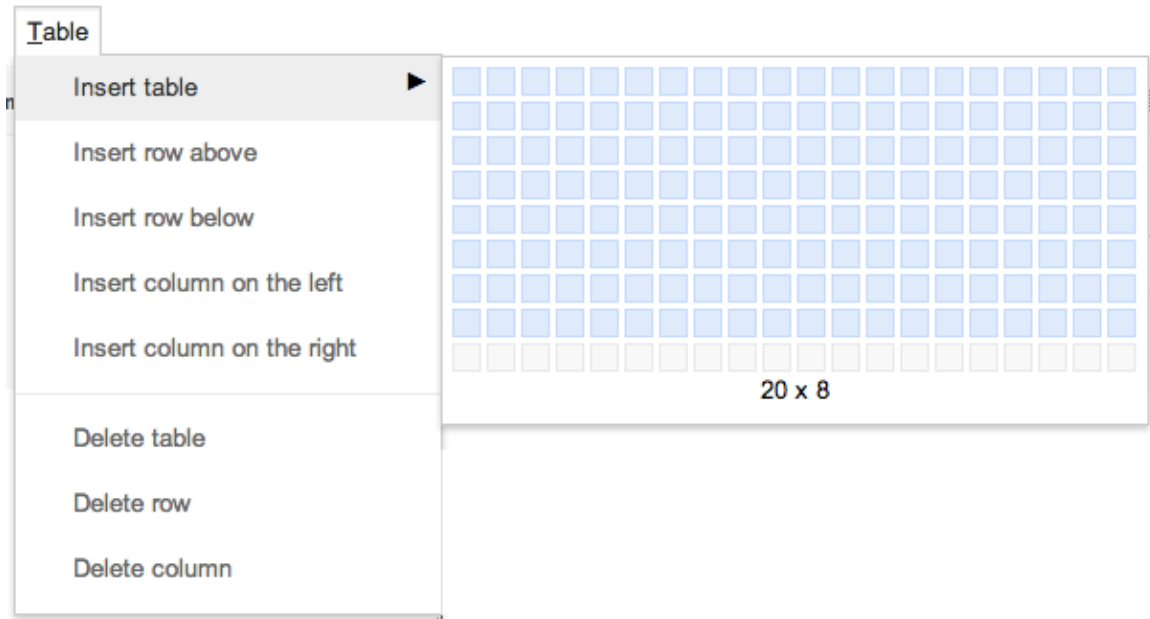 Table
Insert table
Insert row above
Insert row below
Insert column on the left
Insert column on the right
Delete table
Delete row
Delete column
20 x 8